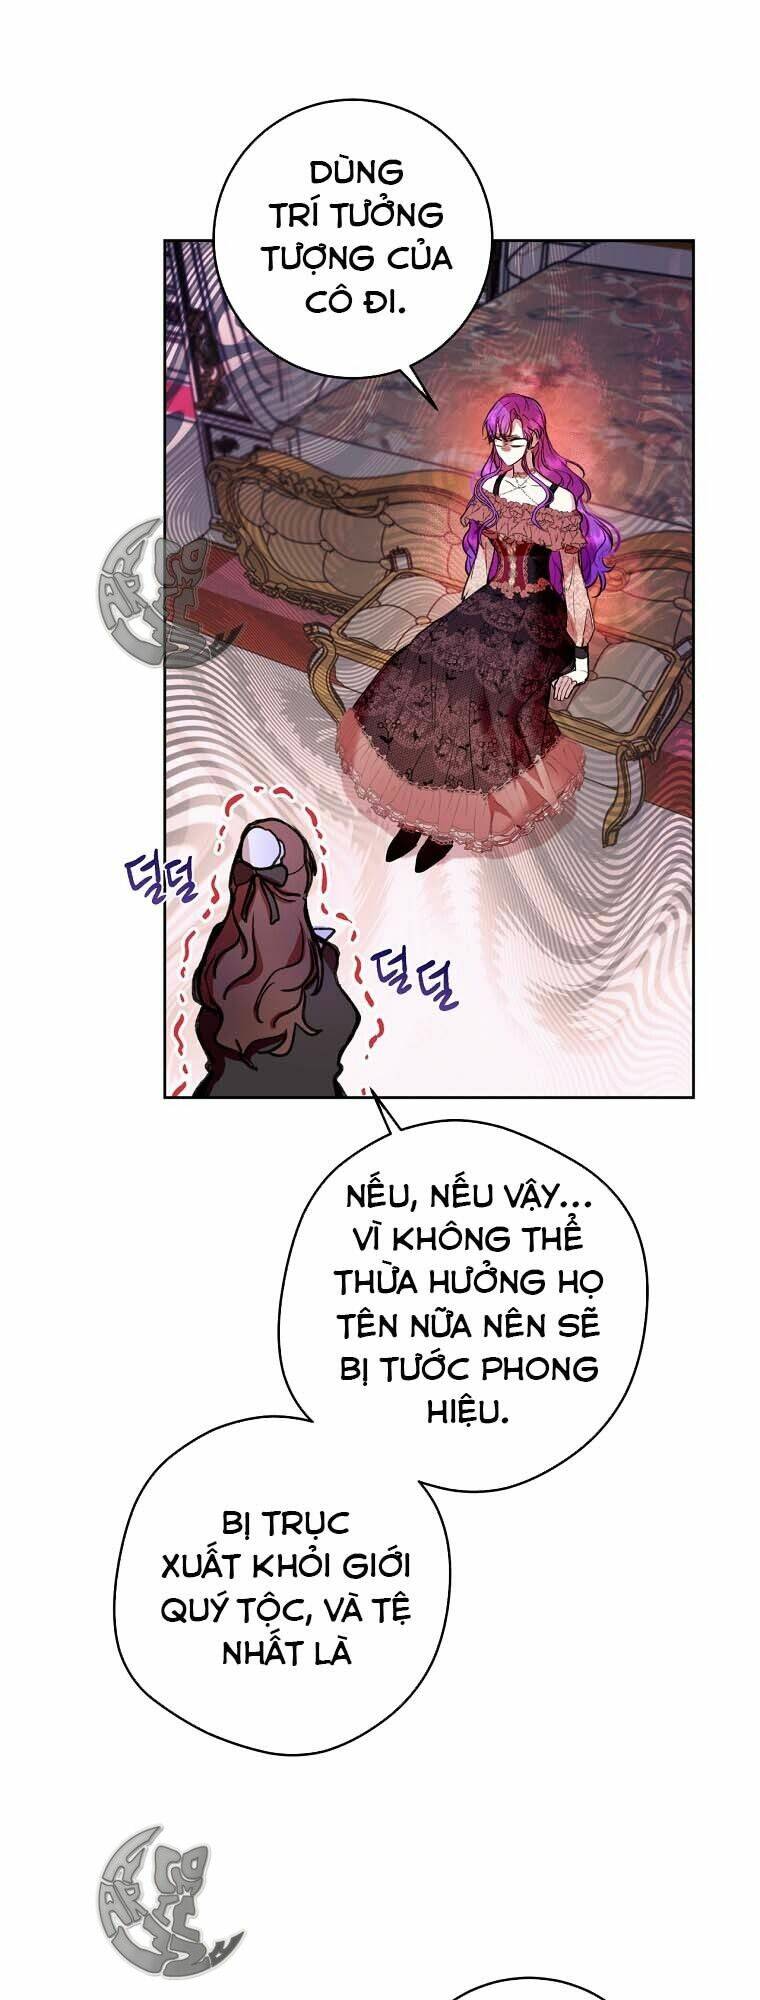 DÙNG
TRÍ TƯỞNG
TƯỢNG CỦA
CÔ ĐI.
덜덜
덜덜
NẾU, NẾU VẬY...
VÌ KHÔNG THỂ
THỪA HƯỞNG HỌ
TÊN NỮA NÊN SẼ
BỊ TƯỚC PHONG
HIỆU.
BỊ TRỤC
XUẤT KHỎI GIỚI
QUÝ TỘC, VÀ TỆ
NHẤT LÀ